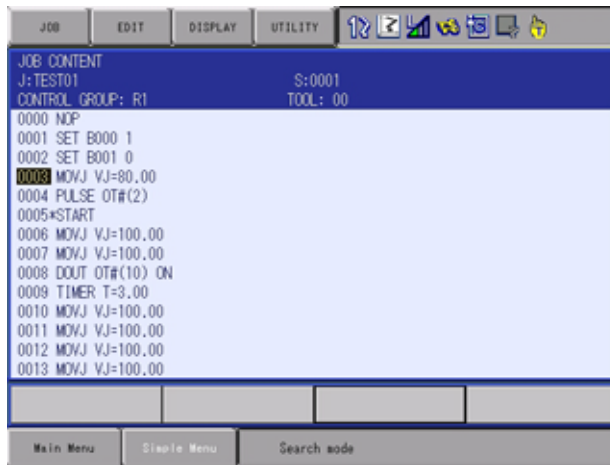 JOB EDIT DISPLAY UTILITY
JOB CONTENT
J:TEST01 S:0001
CONTROL GROUP: R1 TOOL: 00
0000 NOP
0001 SET B000 1
0002 SET B001 0
0003 MOVJ VJ=80.00
0004 PULSE OT#(2)
0005*START
0006 MOVJ VJ=100.00
0007 MOVJ VJ=100.00
0008 DOUT OT#(10) ON
0009 TIMER T=3.00
0010 MOVJ VJ=100.00
0011 MOVJ VJ=100.00
0012 MOVJ VJ=100.00
0013 MOVJ VJ=100.00
Main Menu Simple Menu Search mode